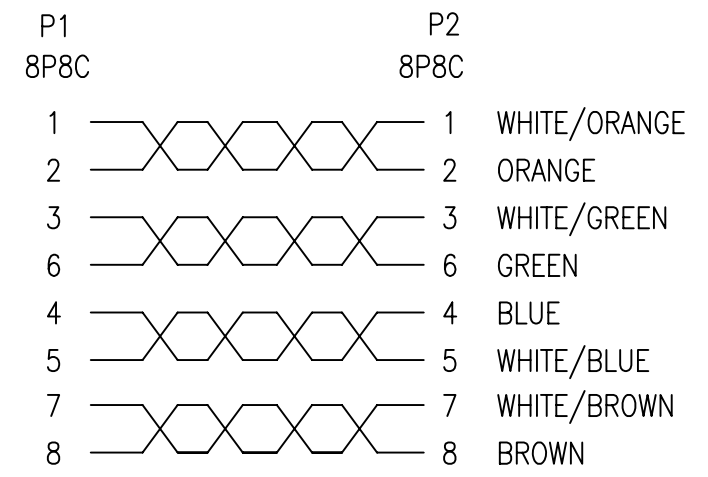 P1 P2
8P8C 8P8C
1 1 WHITE/ORANGE
2 2 ORANGE
3 3 WHITE/GREEN
6 6 GREEN
4 4 BLUE
5 5 WHITE/BLUE
7 7 WHITE/BROWN
8 8 BROWN